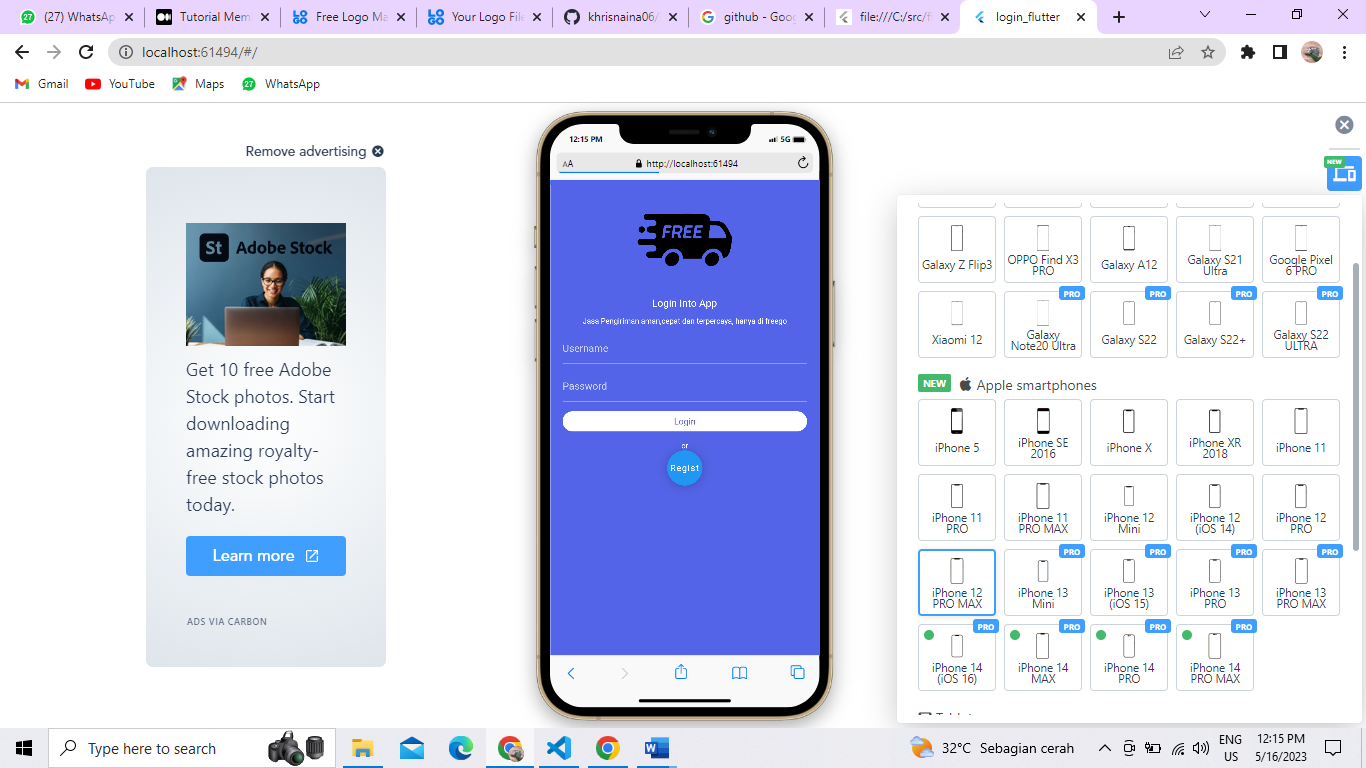 (27) WhatsA
Tutorial Mem
Free Logo Ma
Your Logo File
khrisnaina06/
github - Goog
file:///C:/src/f
login_flutter
localhost:61494/#/
Gmail
YouTube
Maps
27
WhatsApp
Remove advertising
St Adobe Stock
Get 10 free Adobe
Stock photos. Start
downloading
amazing royalty-
free stock photos
today.
Learn more
ADS VIA CARBON
12:15 PM
5G
AA
http://localhost:61494
FREE
Login Into App
Jasa Pengiriman aman,cepat dan terpercaya, hanya di freego
Username
Password
Login
or
Regist
NEW
Galaxy Z Flip3
OPPO Find X3
PRO
Galaxy A12
Galaxy S21
Ultra
Google Pixel
6 PRO
Xiaomi 12
PRO
Galaxy
Note20 Ultra
PRO
Galaxy S22
PRO
Galaxy S22+
PRO
Galaxy S22
ULTRA
NEW
Apple smartphones
iPhone 5
iPhone SE
2016
iPhone X
iPhone XR
2018
iPhone 11
iPhone 11
PRO
iPhone 11
PRO MAX
iPhone 12
Mini
iPhone 12
(iOS 14)
iPhone 12
PRO
iPhone 12
PRO MAX
PRO
iPhone 13
Mini
PRO
iPhone 13
(iOS 15)
PRO
iPhone 13
PRO
PRO
iPhone 13
PRO MAX
PRO
iPhone 14
(iOS 16)
PRO
iPhone 14
MAX
PRO
iPhone 14
PRO
PRO
iPhone 14
PRO MAX
Type here to search
32°C Sebagian cerah
ENG
US
12:15 PM
5/16/2023